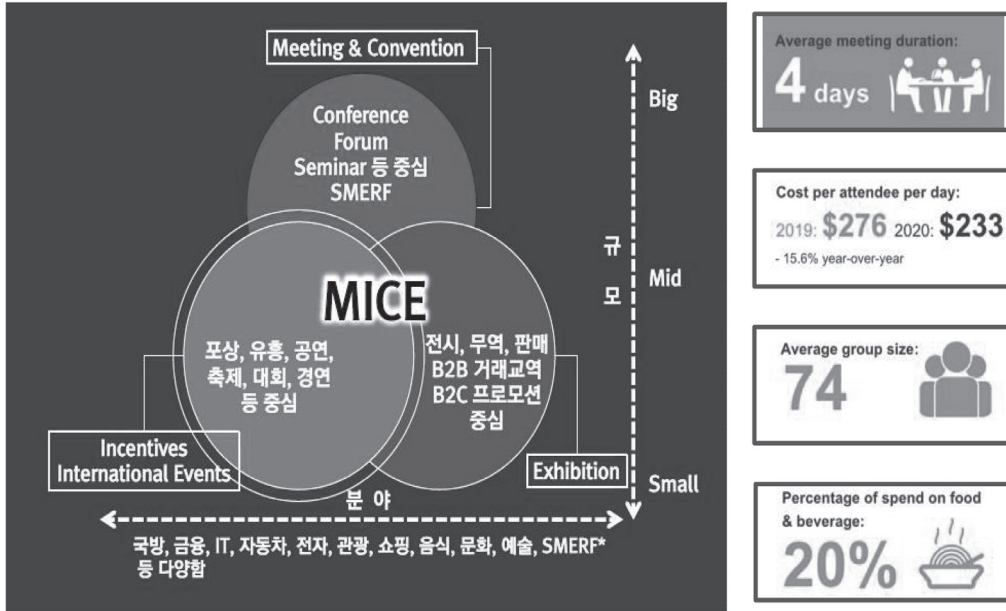 Meeting & Convention
Conference
Forum
Seminar 등 중심
SMERF
MICE
포상, 유흥, 공연,
축제, 대회, 경연
등 중심
전시, 무역, 판매
B2B 거래교역
B2C 프로모션
중심
Incentives
International Events
Exhibition
Big
규
모
Mid
Small
분 야
국방, 금융, IT, 자동차, 전자, 관광, 쇼핑, 음식, 문화, 예술, SMERF*
등 다양함
Average meeting duration:
4 days
Cost per attendee per day:
2019: $276 2020: $233
- 15.6% year-over-year
Average group size:
74
Percentage of spend on food
& beverage:
20%